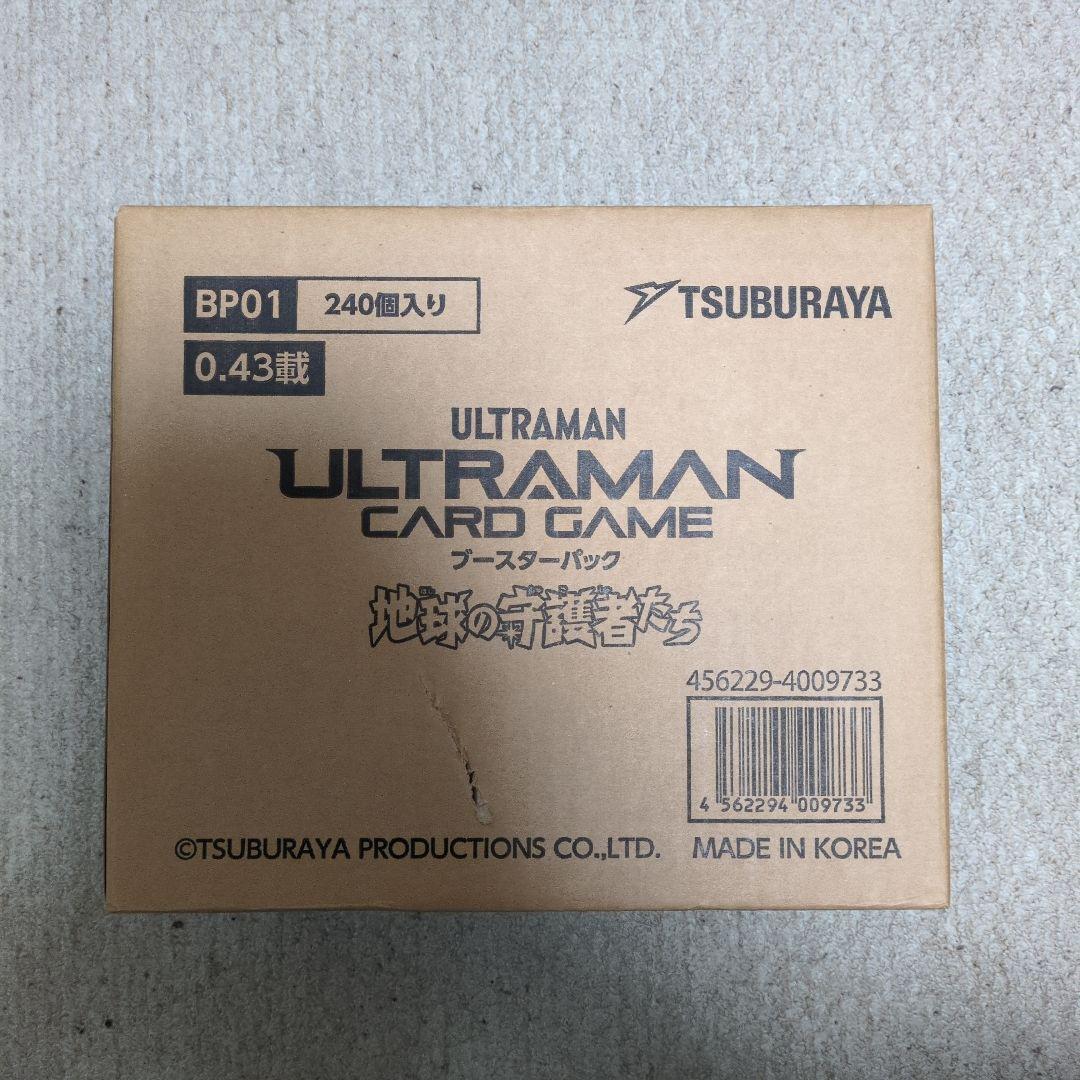 BP01 240個入り
TSUBURAYA
0.43載
ULTRAMAN
ULTRAMAN
CARD GAME
ブースターパック
地球の守護者たち
456229-4009733
4 562294 009733
©TSUBURAYA PRODUCTIONS CO.,LTD. MADE IN KOREA